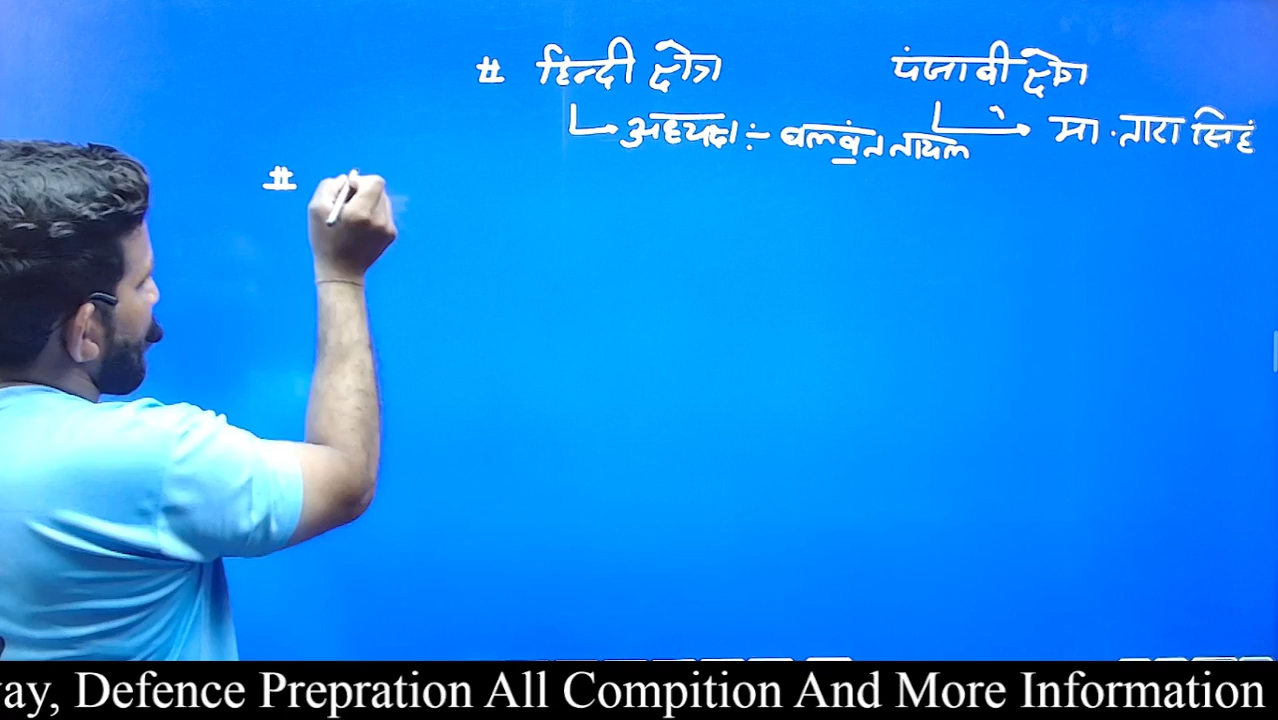 # हिन्दी क्षेत्र पंजाबी क्षेत्र
अध्यक्ष :- बलवंत तायल मा. तारा सिंह
#
ay, Defence Prepration All Compition And More Information